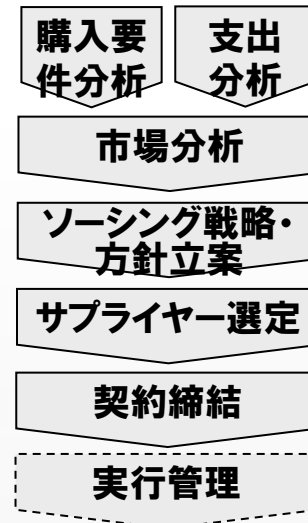 購入要
件分析
支出
分析
市場分析
ソーシング戦略・
方針立案
サプライヤー選定
契約締結
実行管理